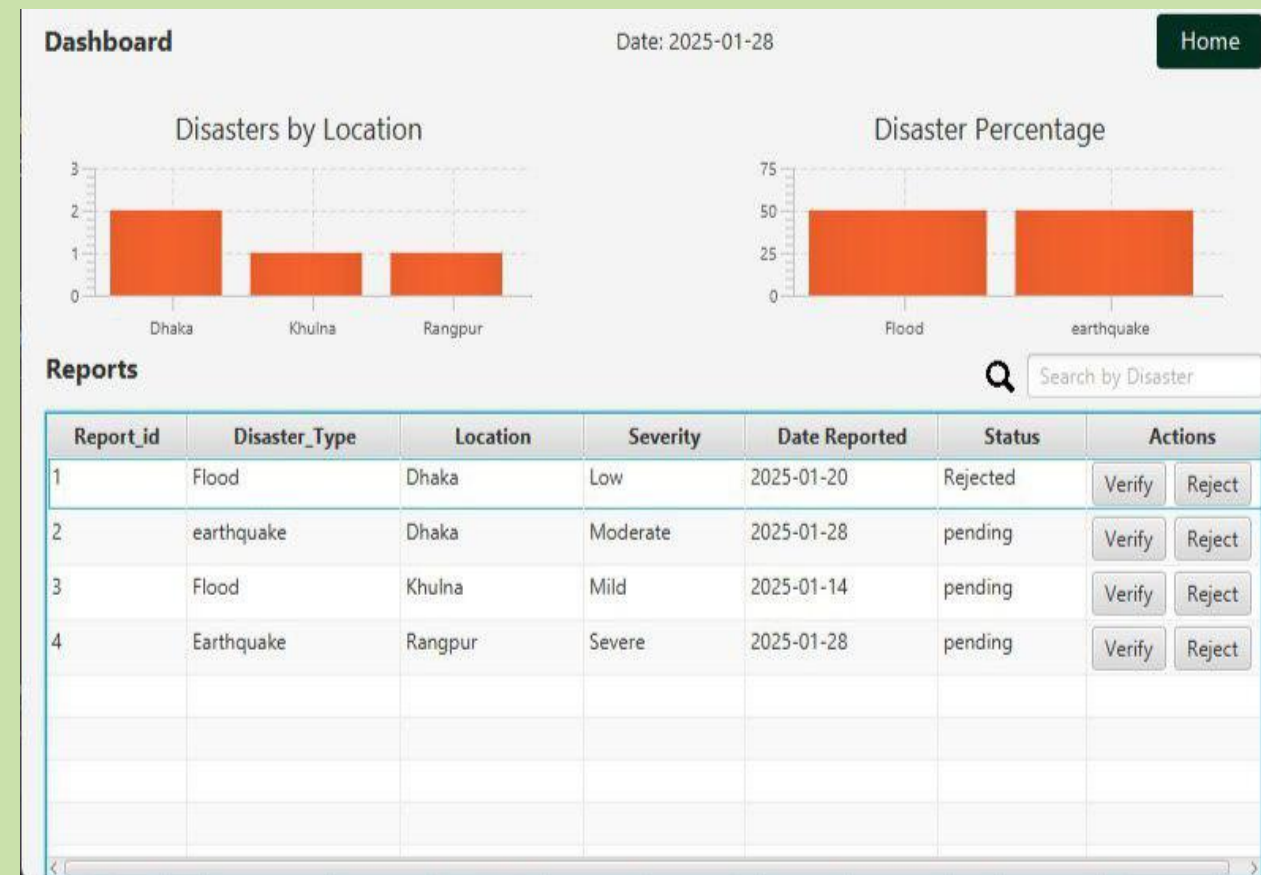 Dashboard Date: 2025-01-28 Home
Disasters by Location
3
2
1
0
Dhaka Khulna Rangpur
Disaster Percentage
75
50
25
0
Flood earthquake
Reports Search by Disaster
Report_id Disaster_Type Location Severity Date Reported Status Actions
1 Flood Dhaka Low 2025-01-20 Rejected Verify Reject
2 earthquake Dhaka Moderate 2025-01-28 pending Verify Reject
3 Flood Khulna Mild 2025-01-14 pending Verify Reject
4 Earthquake Rangpur Severe 2025-01-28 pending Verify Reject